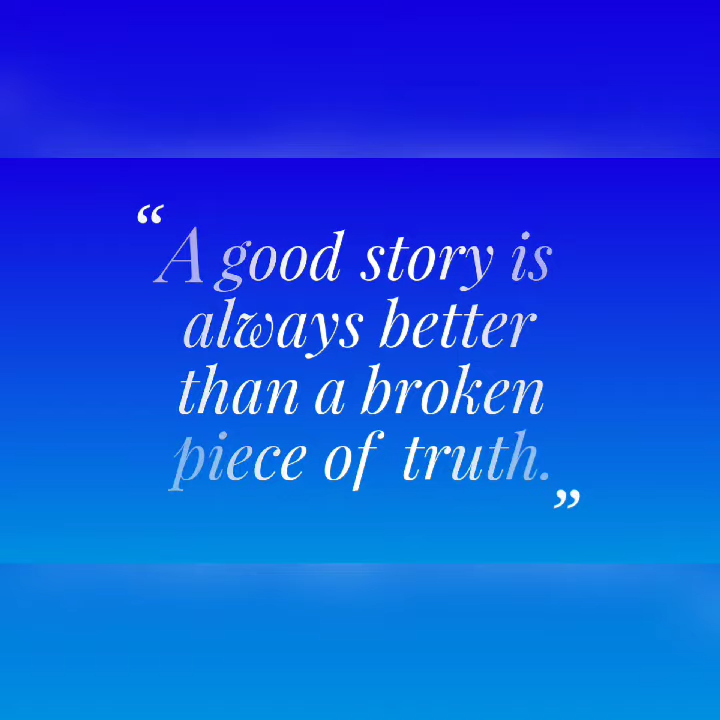 “A good story is
always better
than a broken
piece of truth.”